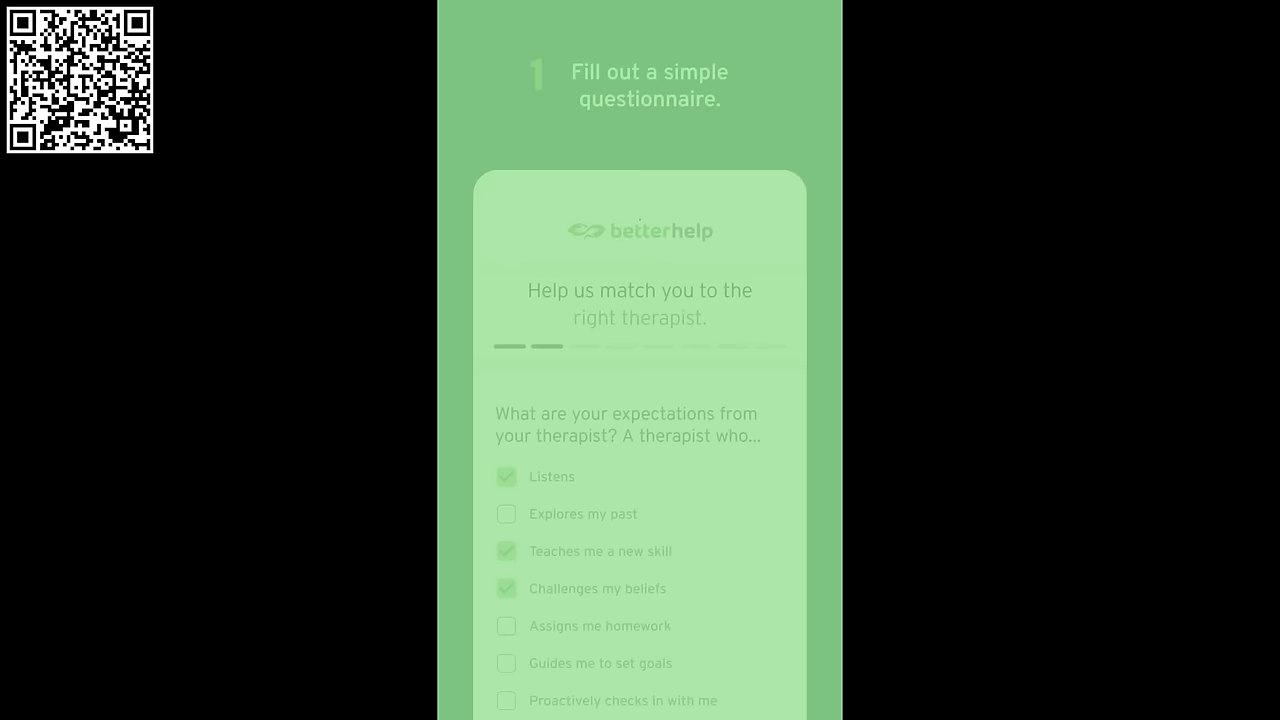 1
Fill out a simple
questionnaire.
betterhelp
Help us match you to the
right therapist.
What are your expectations from
your therapist? A therapist who...
Listens
Explores my past
Teaches me a new skill
Challenges my beliefs
Assigns me homework
Guides me to set goals
Proactively checks in with me